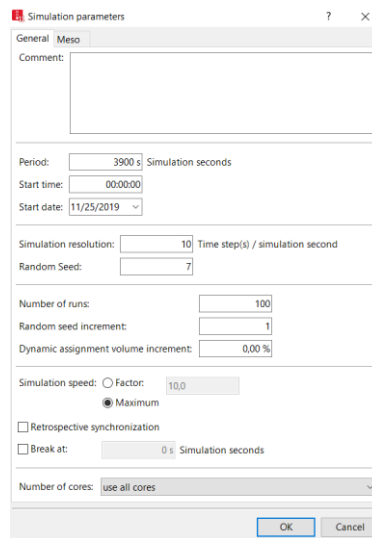 Simulation parameters ? ×
General Meso
Comment:
Period: 3900 s Simulation seconds
Start time: 00:00:00
Start date: 11/25/2019
Simulation resolution: 10 Time step(s) / simulation second
Random Seed: 7
Number of runs: 100
Random seed increment: 1
Dynamic assignment volume increment: 0,00 %
Simulation speed: Factor: 10,0
Maximum
Retrospective synchronization
Break at: 0 s Simulation seconds
Number of cores: use all cores
OK Cancel